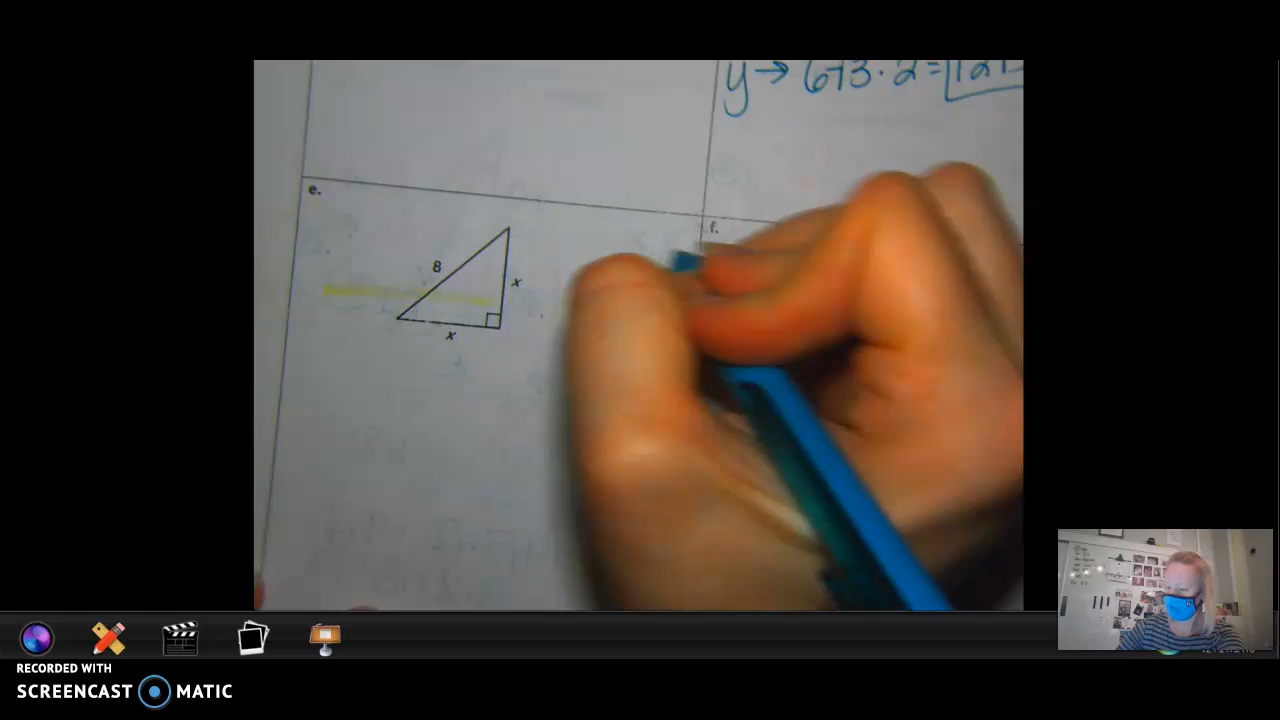 y → 6√3 · 2 =
e.
f.
8
x
x
RECORDED WITH
SCREENCAST MATIC